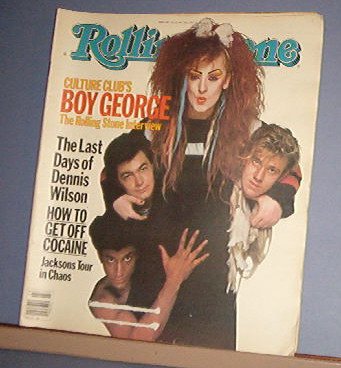 Rolling Stone
CULTURE CLUB'S
BOY GEORGE
The Rolling Stone Interview
The Last
Days of
Dennis
Wilson
HOW TO
GET OFF
COCAINE
Jacksons Tour
in Chaos